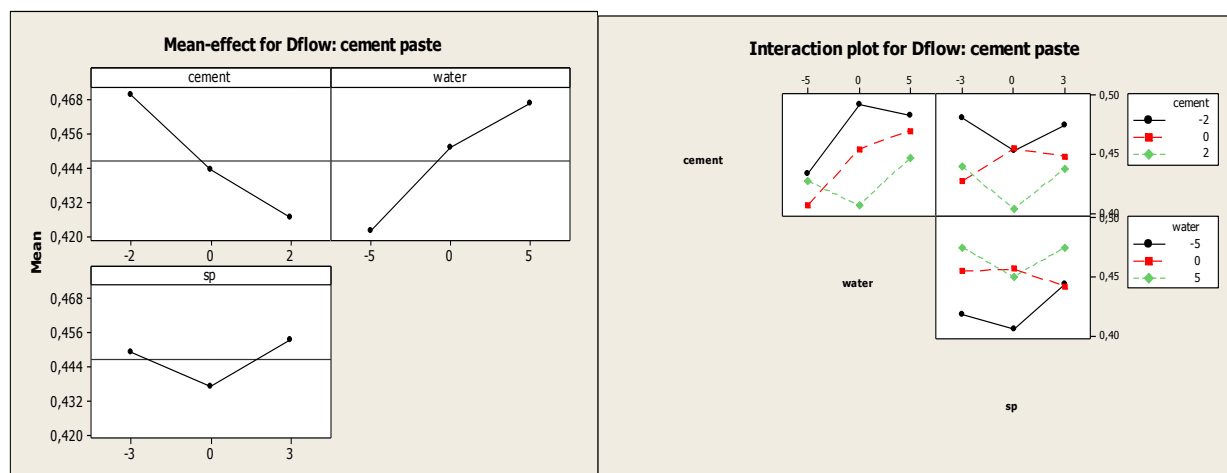 Mean-effect for Dflow: cement paste
cement water
0,468
0,456
0,444
0,432
0,420
-2 0 2 -5 0 5
Mean
sp
0,468
0,456
0,444
0,432
0,420
-3 0 3
Interaction plot for Dflow: cement paste
-5 0 5 -3 0 3
cement
0,50
0,45
0,40
cement
-2
0
2
water
0,50
0,45
0,40
water
-5
0
5
sp